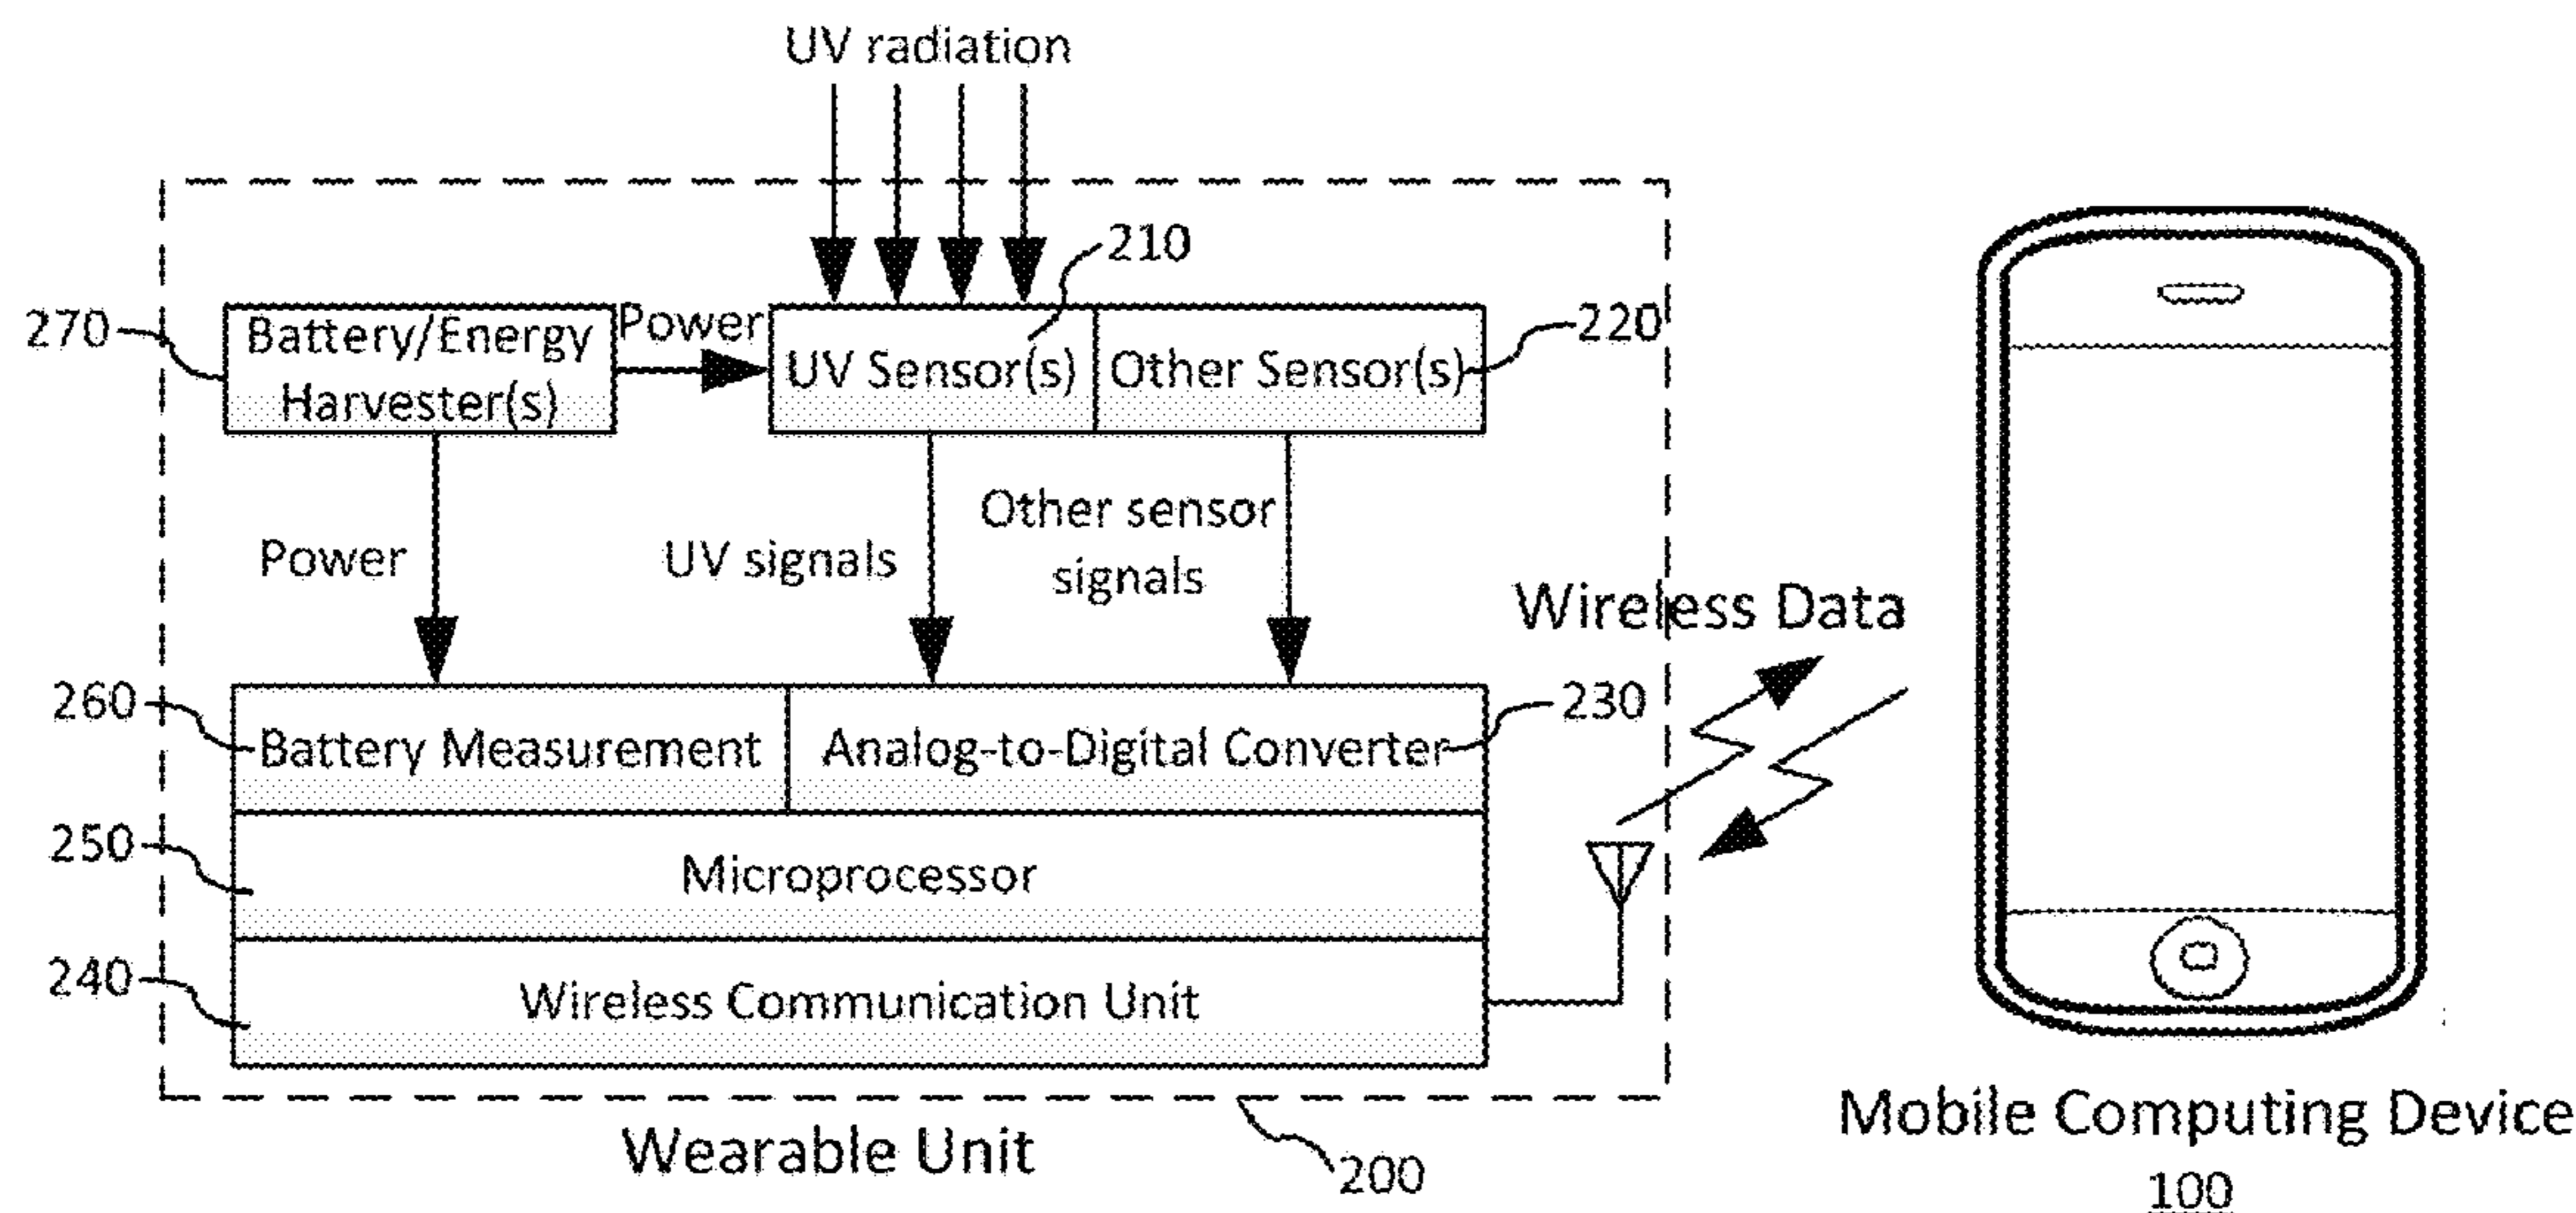 UV radiation
210
270
Battery/Energy
Harvester(s)
Power
UV Sensor(s)
Other Sensor(s)
220
Power
UV signals
Other sensor
signals
Wireless Data
260
Battery Measurement
Analog-to-Digital Converter
230
250
Microprocessor
240
Wireless Communication Unit
Wearable Unit
200
Mobile Computing Device
100